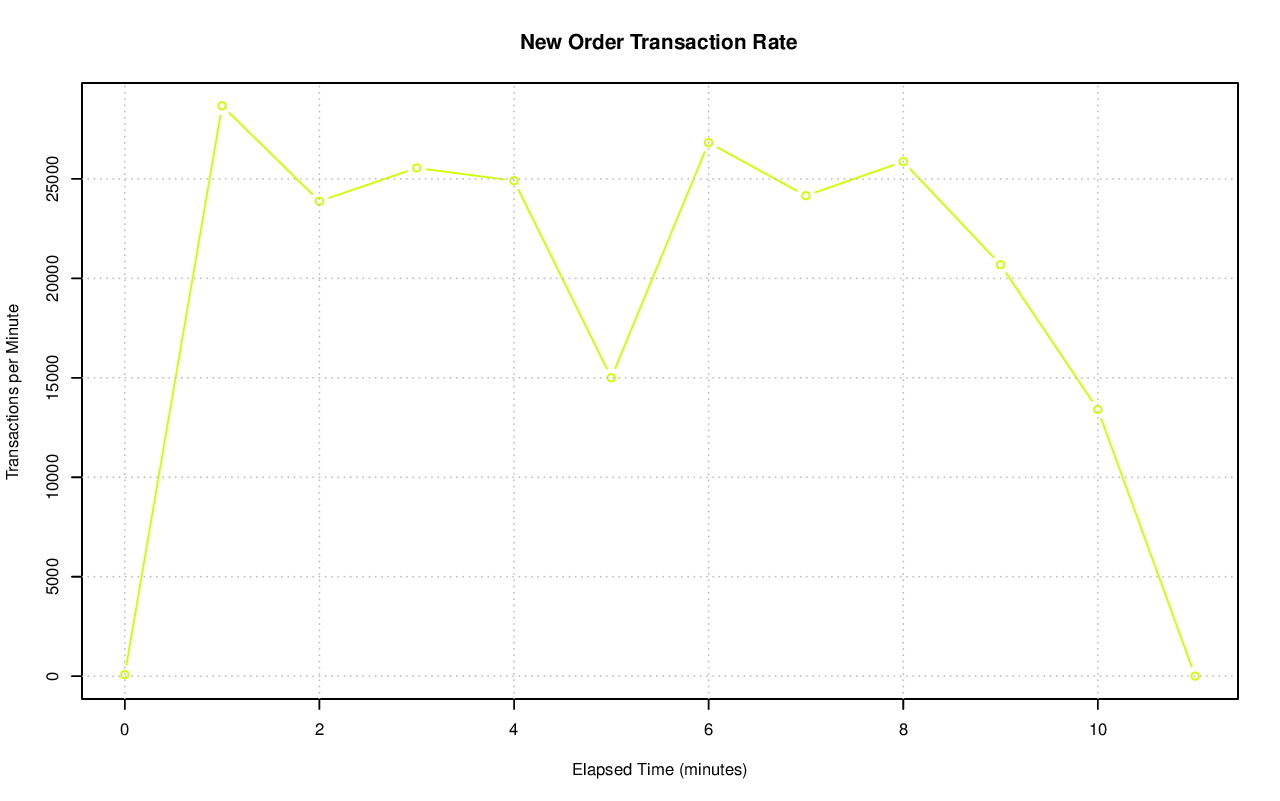 New Order Transaction Rate
Transactions per Minute
25000
20000
15000
10000
5000
0
0 2 4 6 8 10
Elapsed Time (minutes)